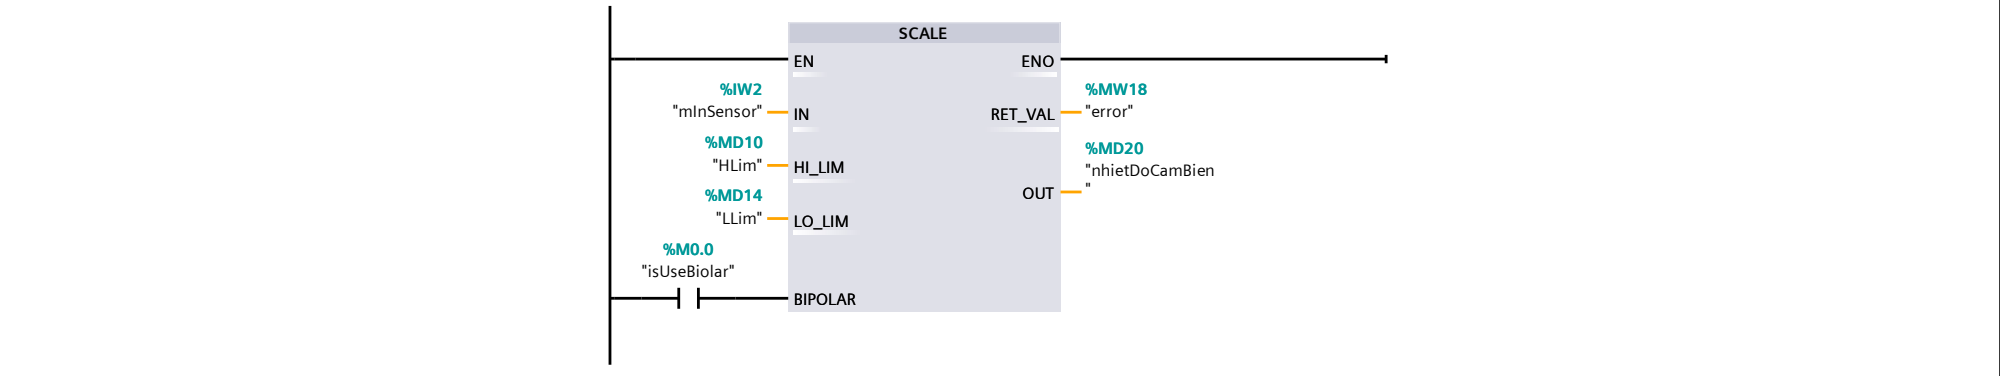 SCALE
EN
ENO
%IW2
"mInSensor"
IN
RET_VAL
%MW18
"error"
%MD10
"HLim"
HI_LIM
%MD20
"nhietDoCamBien
"
OUT
%MD14
"LLim"
LO_LIM
%M0.0
"isUseBiolar"
BIPOLAR